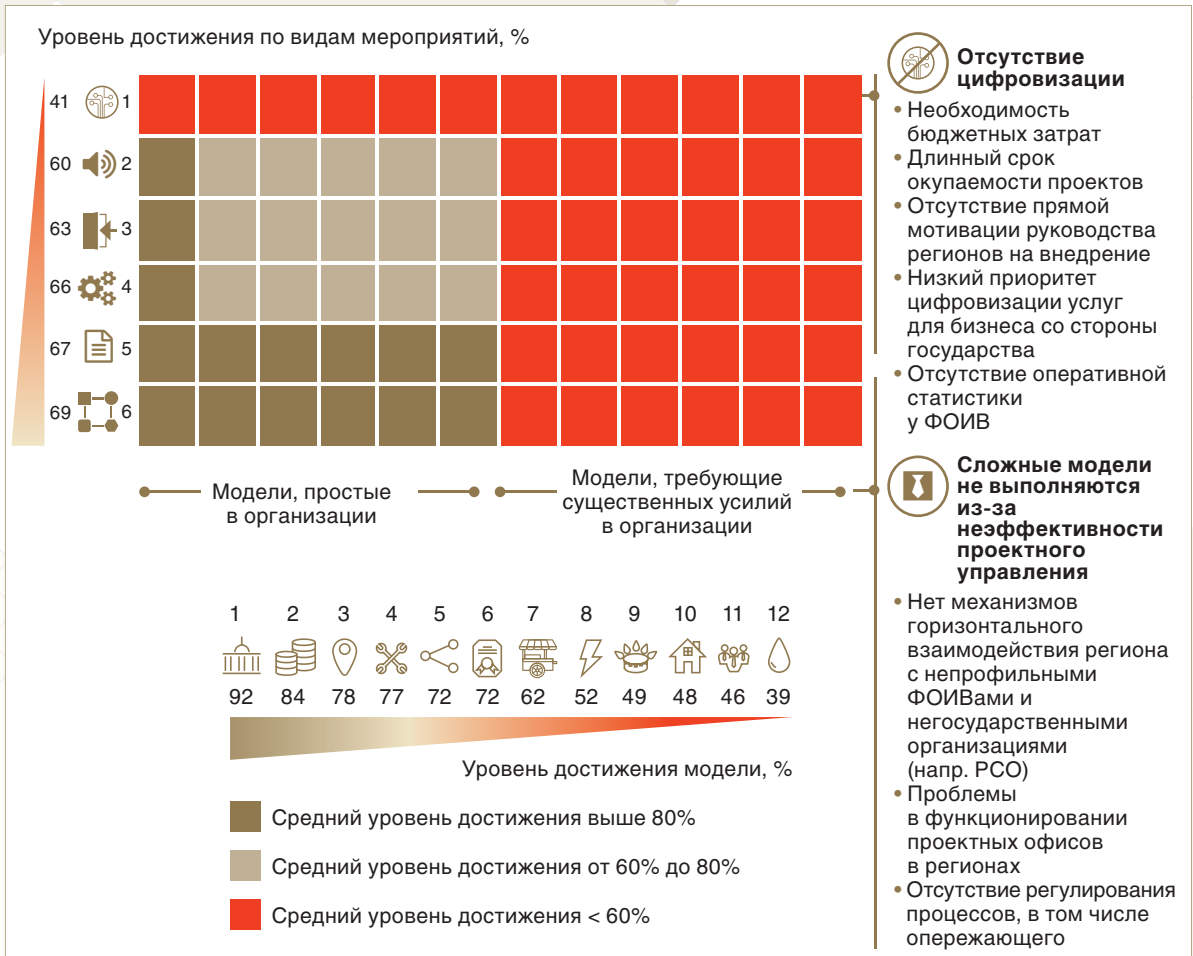 Уровень достижения по видам мероприятий, %
41 1
60 2
63 3
66 4
67 5
69 6
Модели, простые
в организации
Модели, требующие
существенных усилий
в организации
1 2 3 4 5 6 7 8 9 10 11 12
92 84 78 77 72 72 62 52 49 48 46 39
Уровень достижения модели, %
Средний уровень достижения выше 80%
Средний уровень достижения от 60% до 80%
Средний уровень достижения < 60%
Отсутствие
цифровизации
• Необходимость
бюджетных затрат
• Длинный срок
окупаемости проектов
• Отсутствие прямой
мотивации руководства
регионов на внедрение
• Низкий приоритет
цифровизации услуг
для бизнеса со стороны
государства
• Отсутствие оперативной
статистики
у ФОИВ
Сложные модели
не выполняются
из-за
неэффективности
проектного
управления
• Нет механизмов
горизонтального
взаимодействия региона
с непрофильными
ФОИВами и
негосударственными
организациями
(напр. РСО)
• Проблемы
в функционировании
проектных офисов
в регионах
• Отсутствие регулирования
процессов, в том числе
опережающего